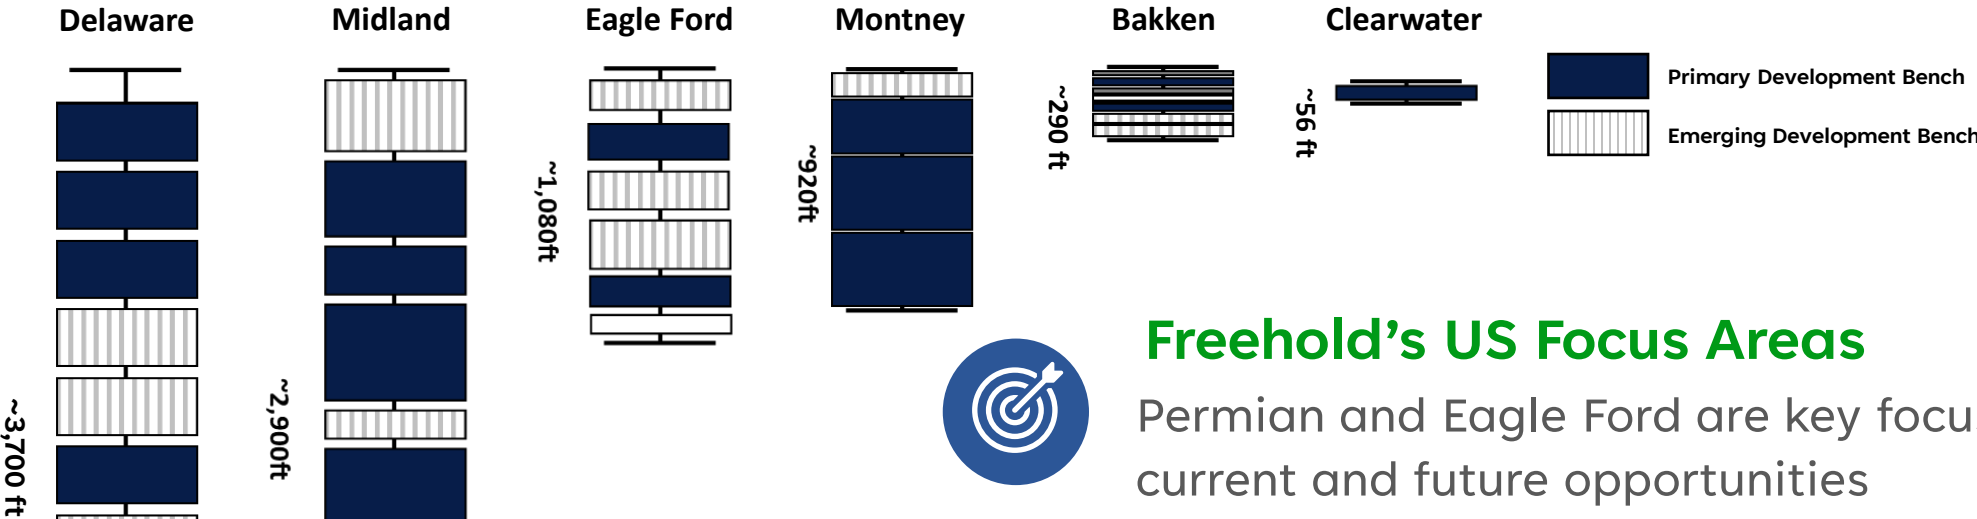 Delaware
Midland
Eagle Ford
Montney
Bakken
Clearwater
Primary Development Bench
Emerging Development Bench
~3,700 ft
~2,900ft
~1,080ft
~920ft
~290 ft
~56 ft
Freehold's US Focus Areas
Permian and Eagle Ford are key focu
current and future opportunities